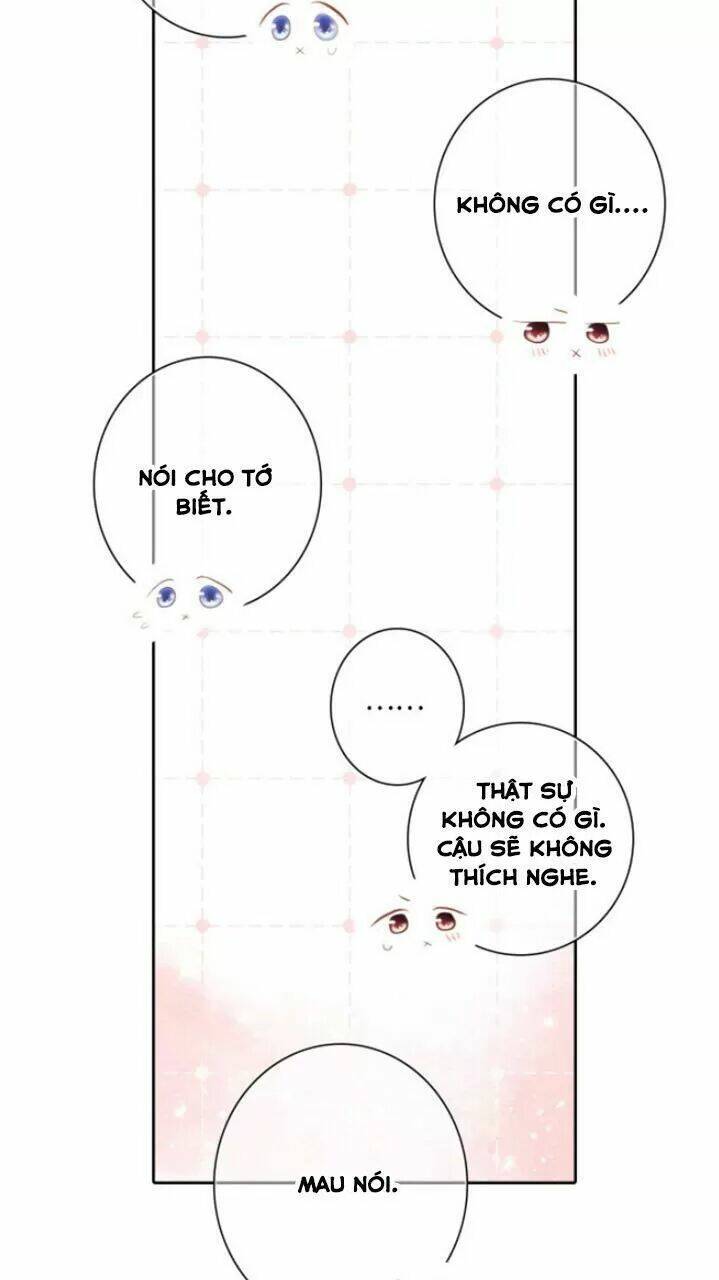 KHÔNG CÓ GÌ....
NÓI CHO TỚ
BIẾT.
......
THẬT SỰ
KHÔNG CÓ GÌ.
CẬU SẼ KHÔNG
THÍCH NGHE.
MAU NÓI.